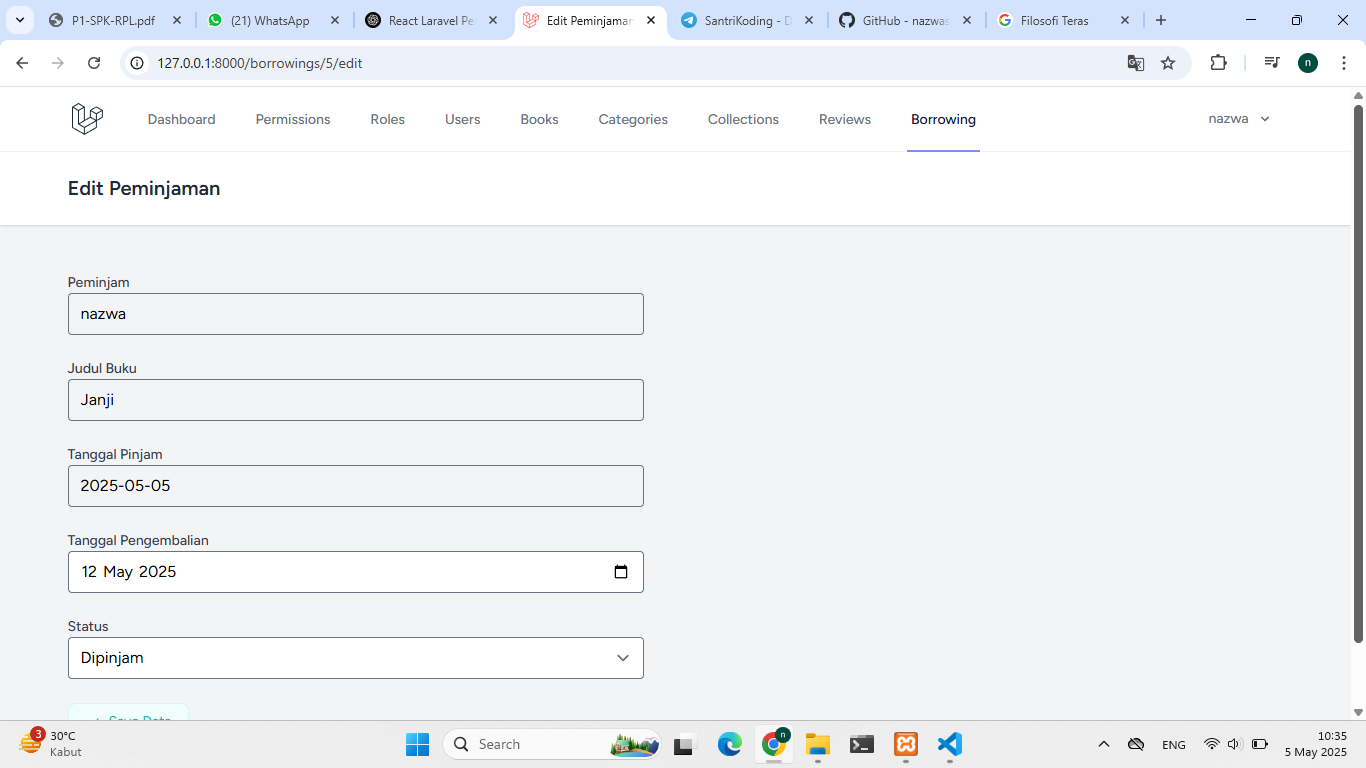 P1-SPK-RPL.pdf
(21) WhatsApp
React Laravel Pe
Edit Peminjaman
SantriKoding - D
GitHub - nazwas
Filosofi Teras
127.0.0.1:8000/borrowings/5/edit
n
Dashboard
Permissions
Roles
Users
Books
Categories
Collections
Reviews
Borrowing
nazwa
Edit Peminjaman
Peminjam
nazwa
Judul Buku
Janji
Tanggal Pinjam
2025-05-05
Tanggal Pengembalian
12 May 2025
Status
Dipinjam
Save Data
3
30°C
Kabut
Search
n
ENG
10:35
5 May 2025